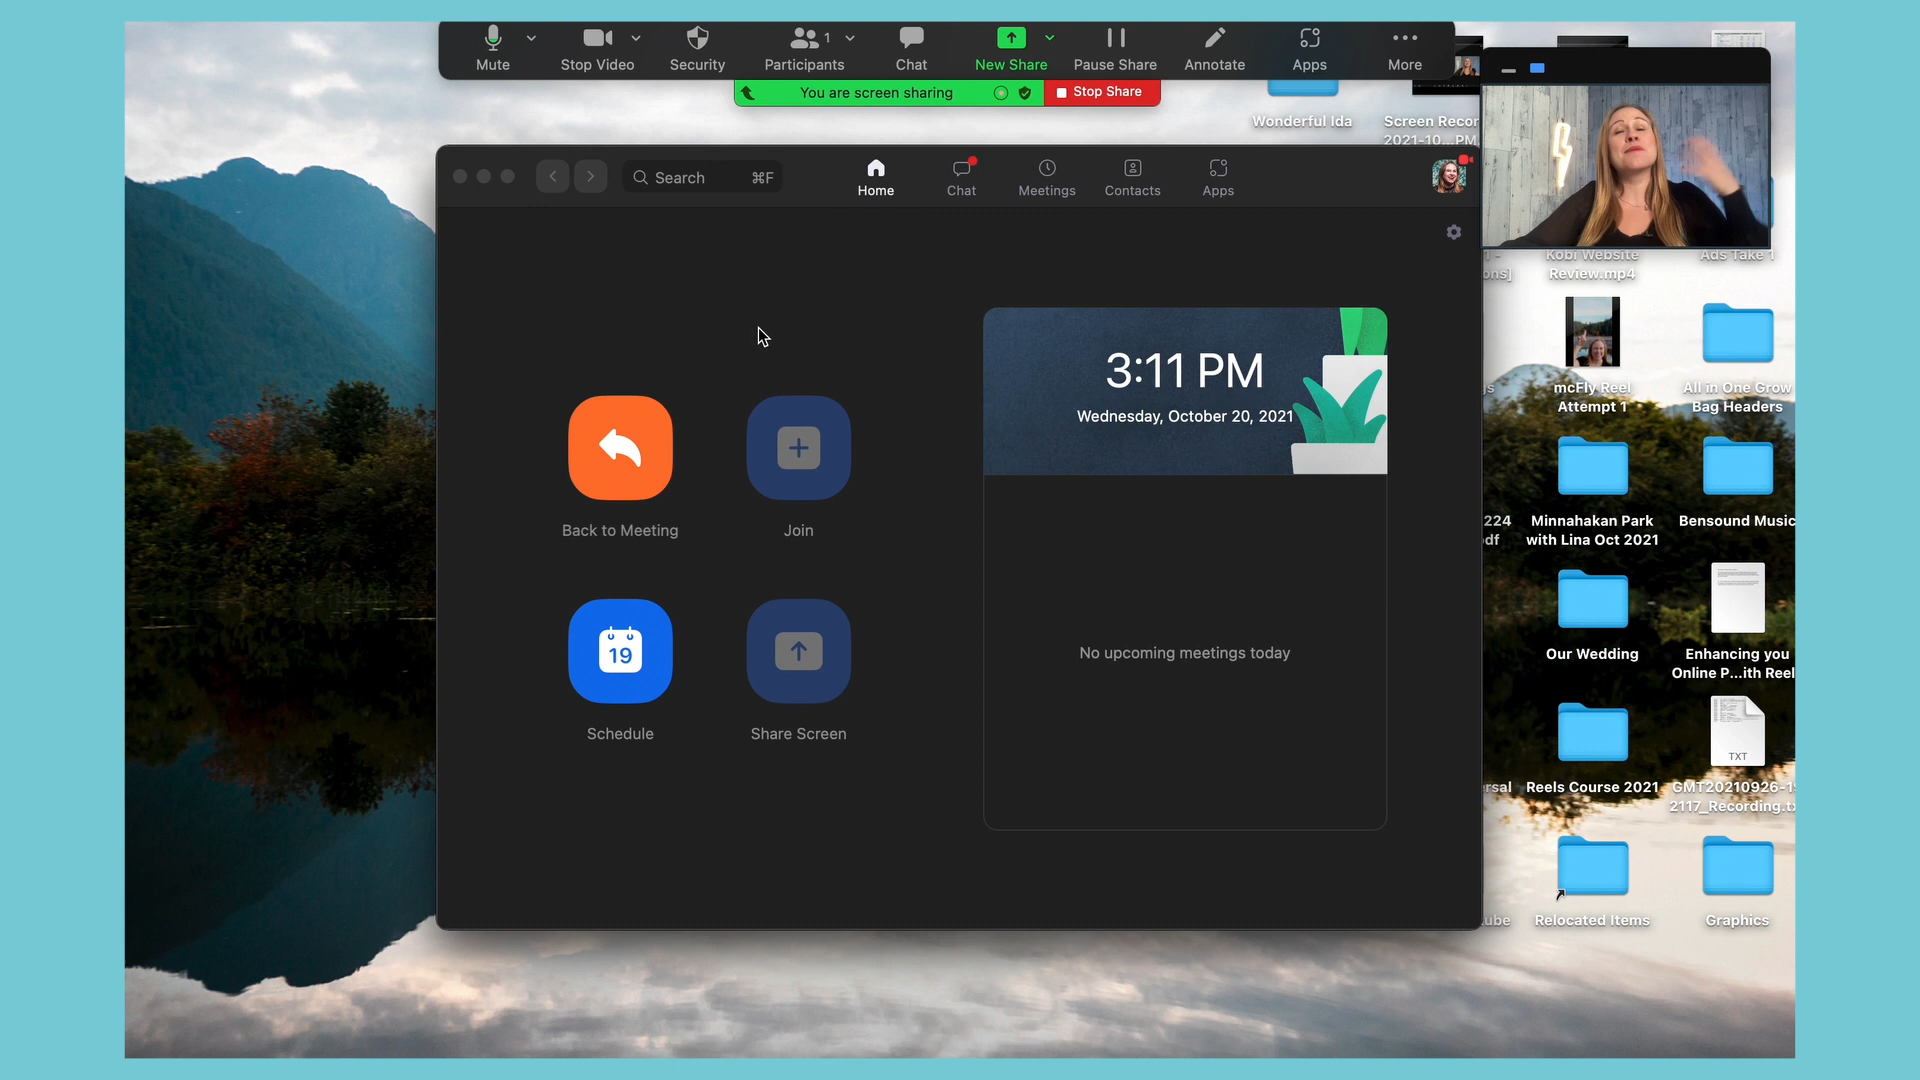 Mute
Stop Video
Security
1
Participants
Chat
New Share
Pause Share
Annotate
Apps
More
You are screen sharing
Stop Share
Wonderful Ida
Screen Recor
2021-10...PM
Search
⌘F
Home
Chat
Meetings
Contacts
Apps
Kobi Website
Review.mp4
Ads Take 1
ons]
3:11 PM
Wednesday, October 20, 2021
mcFly Reel
Attempt 1
All in One Grow
Bag Headers
Back to Meeting
Join
224
df
Minnahakan Park
with Lina Oct 2021
Bensound Music
No upcoming meetings today
19
Schedule
Share Screen
Our Wedding
Enhancing you
Online P...ith Reel
TXT
rsal
Reels Course 2021
GMT20210926-1
2117_Recording.t
ube
Relocated Items
Graphics